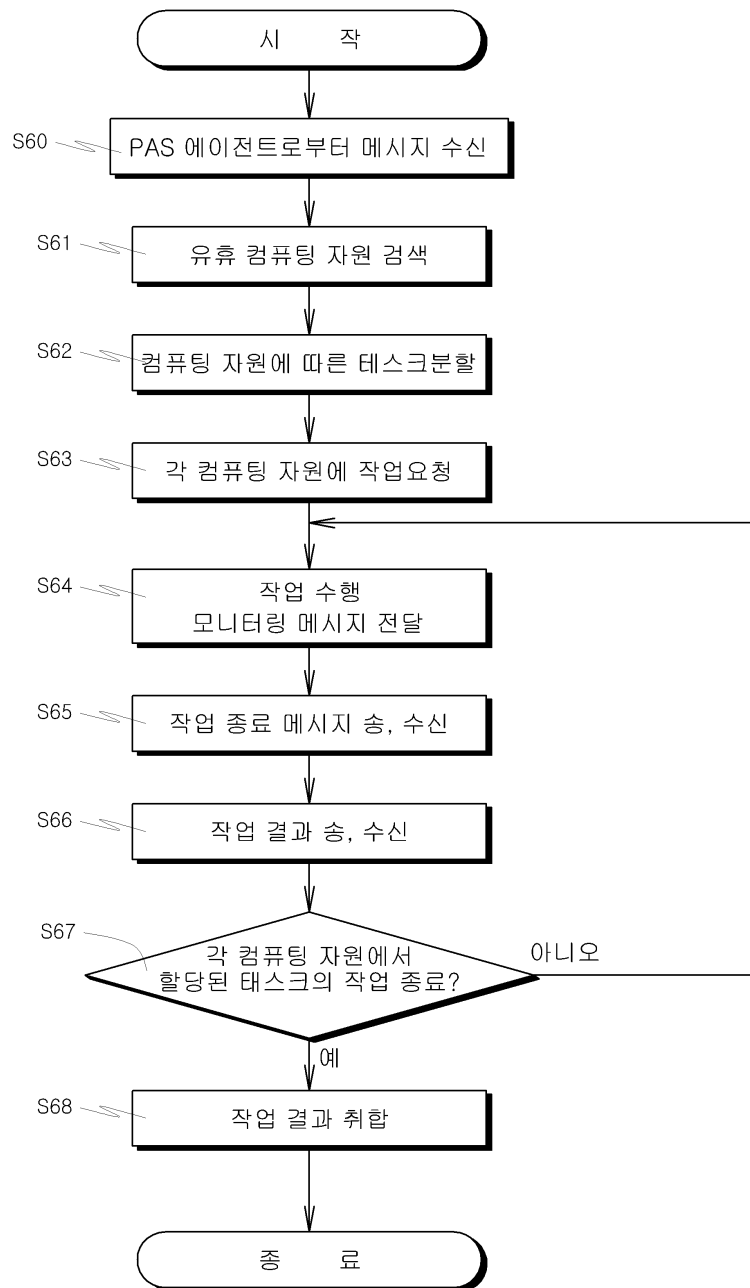 시 작
S60
PAS 에이전트로부터 메시지 수신
S61
유휴 컴퓨팅 자원 검색
S62
컴퓨팅 자원에 따른 테스크분할
S63
각 컴퓨팅 자원에 작업요청
S64
작업 수행
모니터링 메시지 전달
S65
작업 종료 메시지 송, 수신
S66
작업 결과 송, 수신
S67
각 컴퓨팅 자원에서
할당된 태스크의 작업 종료?
아니오
예
S68
작업 결과 취합
종 료